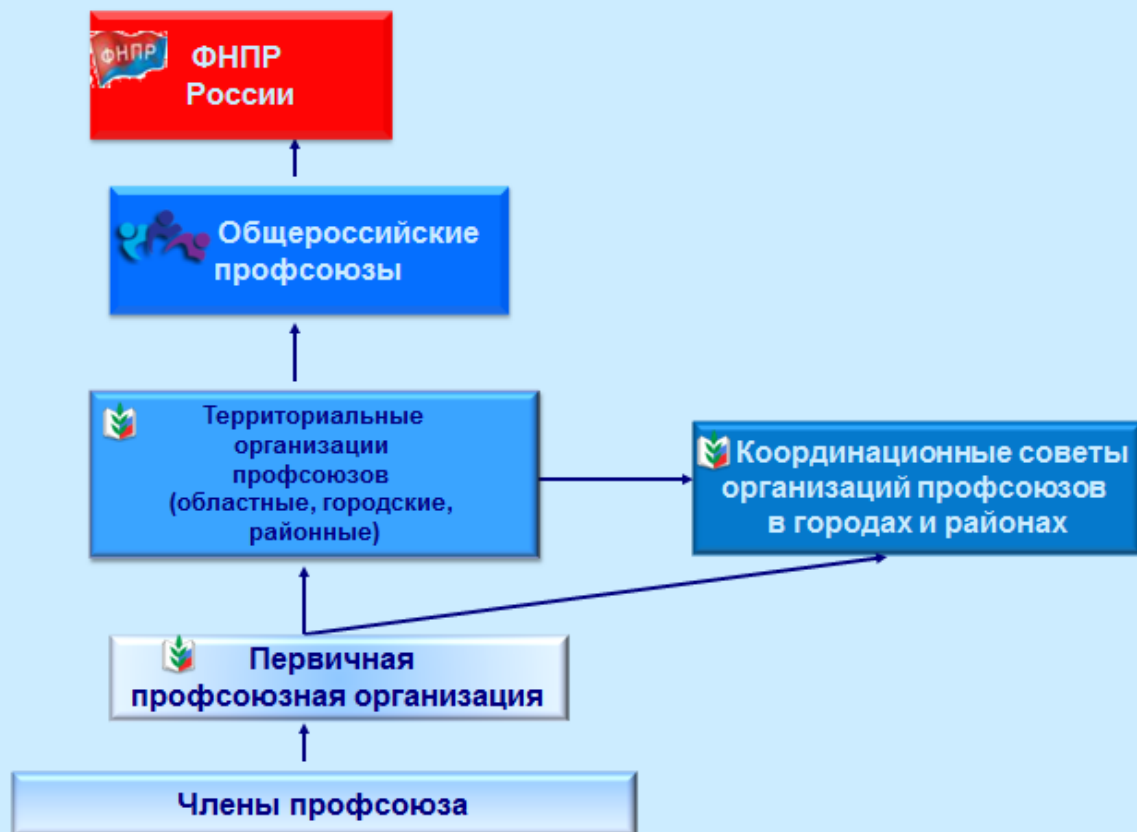 ФНПР
ФНПР
России
Общероссийские
профсоюзы
Территориальные
организации
профсоюзов
(областные, городские,
районные)
Координационные советы
организаций профсоюзов
в городах и районах
Первичная
профсоюзная организация
Члены профсоюза